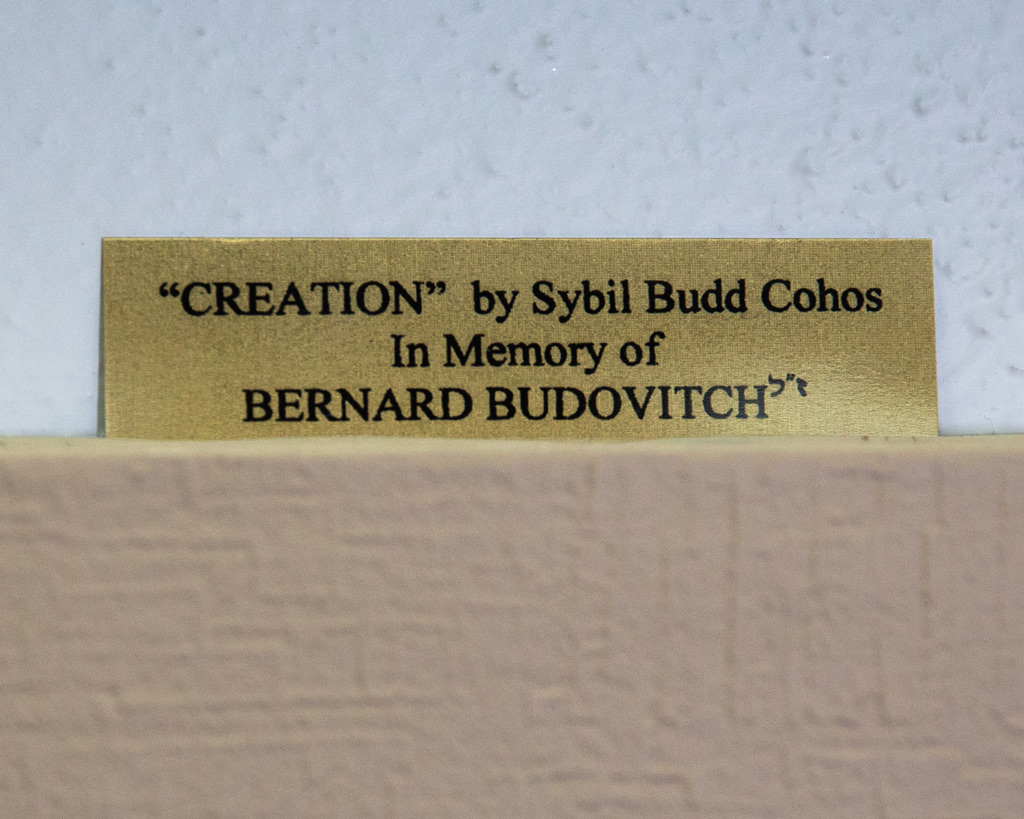 “CREATION” by Sybil Budd Cohos
In Memory of
BERNARD BUDOVITCH ז״ל